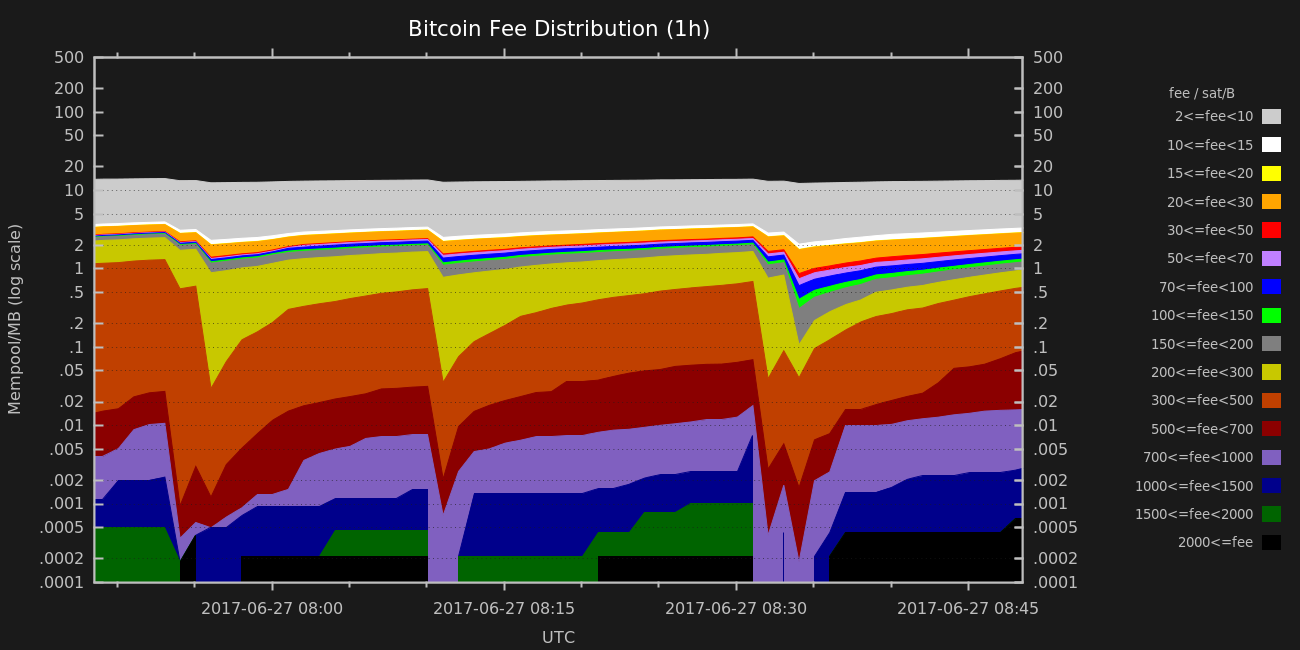 Bitcoin Fee Distribution (1h)
500 500
200 200
100 100
50 50
20 20
10 10
5 5
2 2
1 1
.5 .5
.2 .2
.1 .1
.05 .05
.02 .02
.01 .01
.005 .005
.002 .002
.001 .001
.0005 .0005
.0002 .0002
.0001 .0001
Mempool/MB (log scale)
2017-06-27 08:00 2017-06-27 08:15 2017-06-27 08:30 2017-06-27 08:45
UTC
fee / sat/B
2<=fee<10
10<=fee<15
15<=fee<20
20<=fee<30
30<=fee<50
50<=fee<70
70<=fee<100
100<=fee<150
150<=fee<200
200<=fee<300
300<=fee<500
500<=fee<700
700<=fee<1000
1000<=fee<1500
1500<=fee<2000
2000<=fee